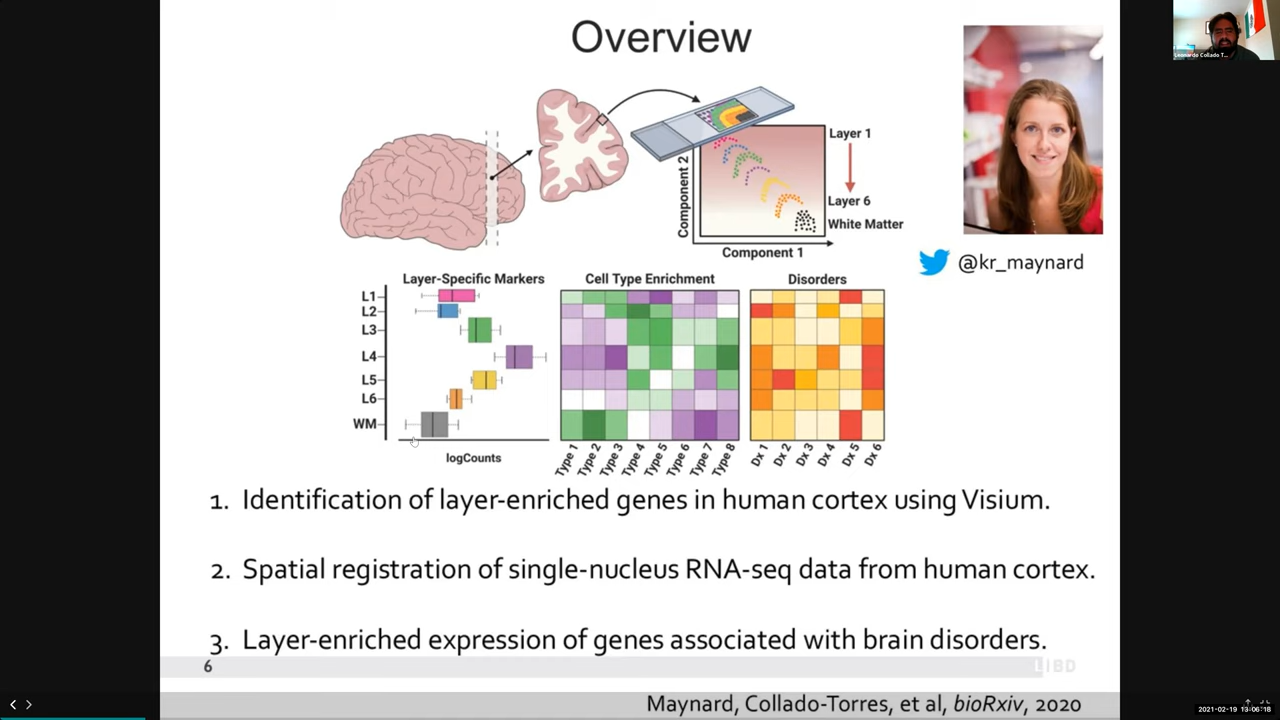 Overview
Leonardo Collado T...
Layer 1
Layer 6
White Matter
Component 2
Component 1
@kr_maynard
Layer-Specific Markers
Cell Type Enrichment
Disorders
L1
L2
L3
L4
L5
L6
WM
logCounts
Type 1
Type 2
Type 3
Type 4
Type 5
Type 6
Type 7
Type 8
Dx 1
Dx 2
Dx 3
Dx 4
Dx 5
Dx 6
1. Identification of layer-enriched genes in human cortex using Visium.
2. Spatial registration of single-nucleus RNA-seq data from human cortex.
3. Layer-enriched expression of genes associated with brain disorders.
6
LIBD
Maynard, Collado-Torres, et al, bioRxiv, 2020
2021-02-19 13:06:18